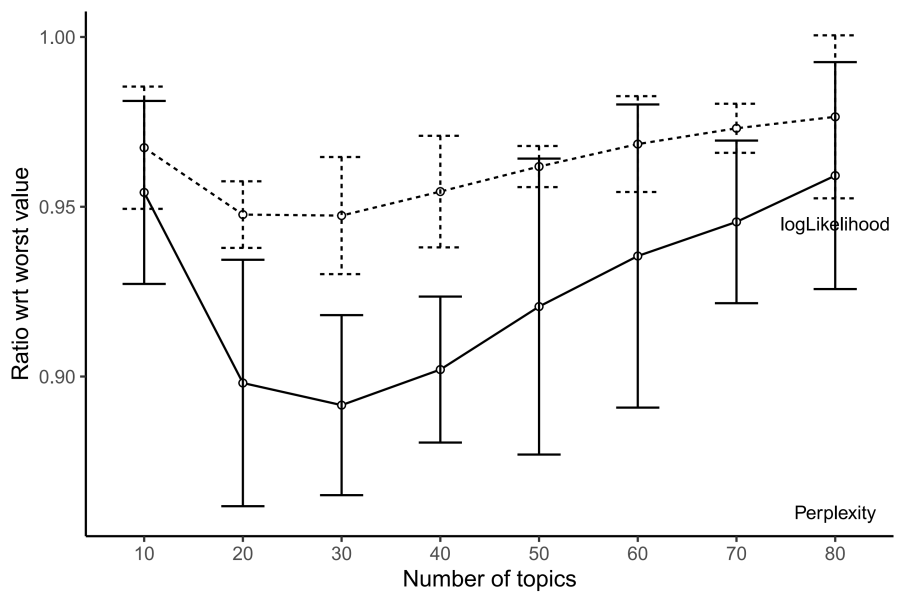 Ratio wrt worst value
1.00
0.95
0.90
logLikelihood
Perplexity
10 20 30 40 50 60 70 80
Number of topics